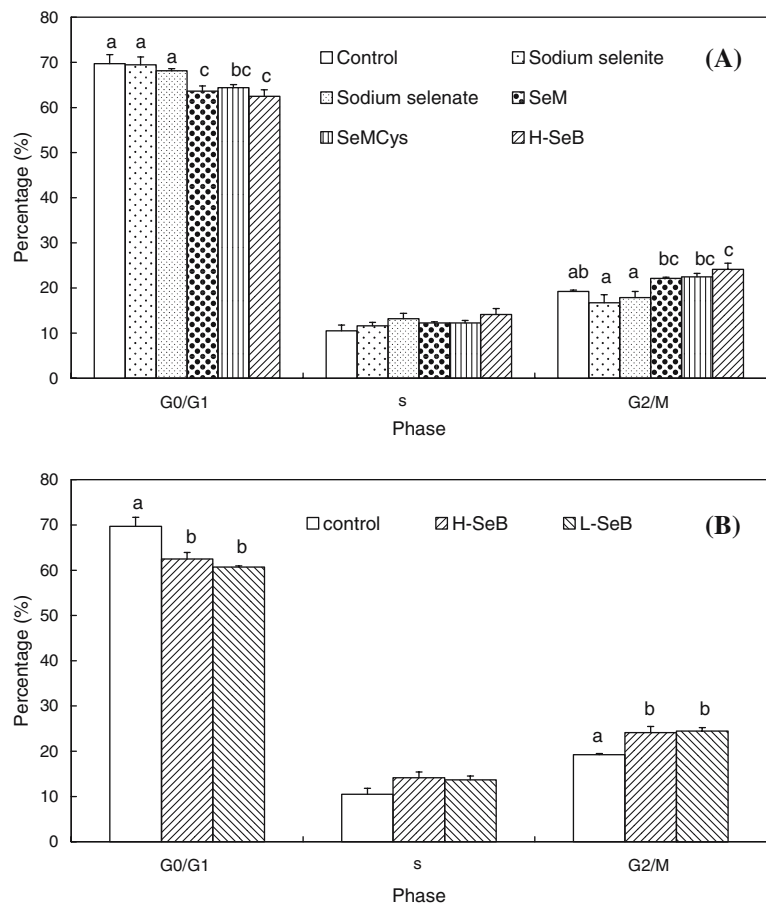 80
70
60
50
40
30
20
10
0
Percentage (%)
Control
Sodium selenite
(A)
Sodium selenate
SeM
SeMCys
H-SeB
a a a c bc c
ab a a bc bc c
G0/G1 s G2/M
Phase
80
70
60
50
40
30
20
10
0
Percentage (%)
control H-SeB L-SeB
(B)
a b b
a b b
G0/G1 s G2/M
Phase